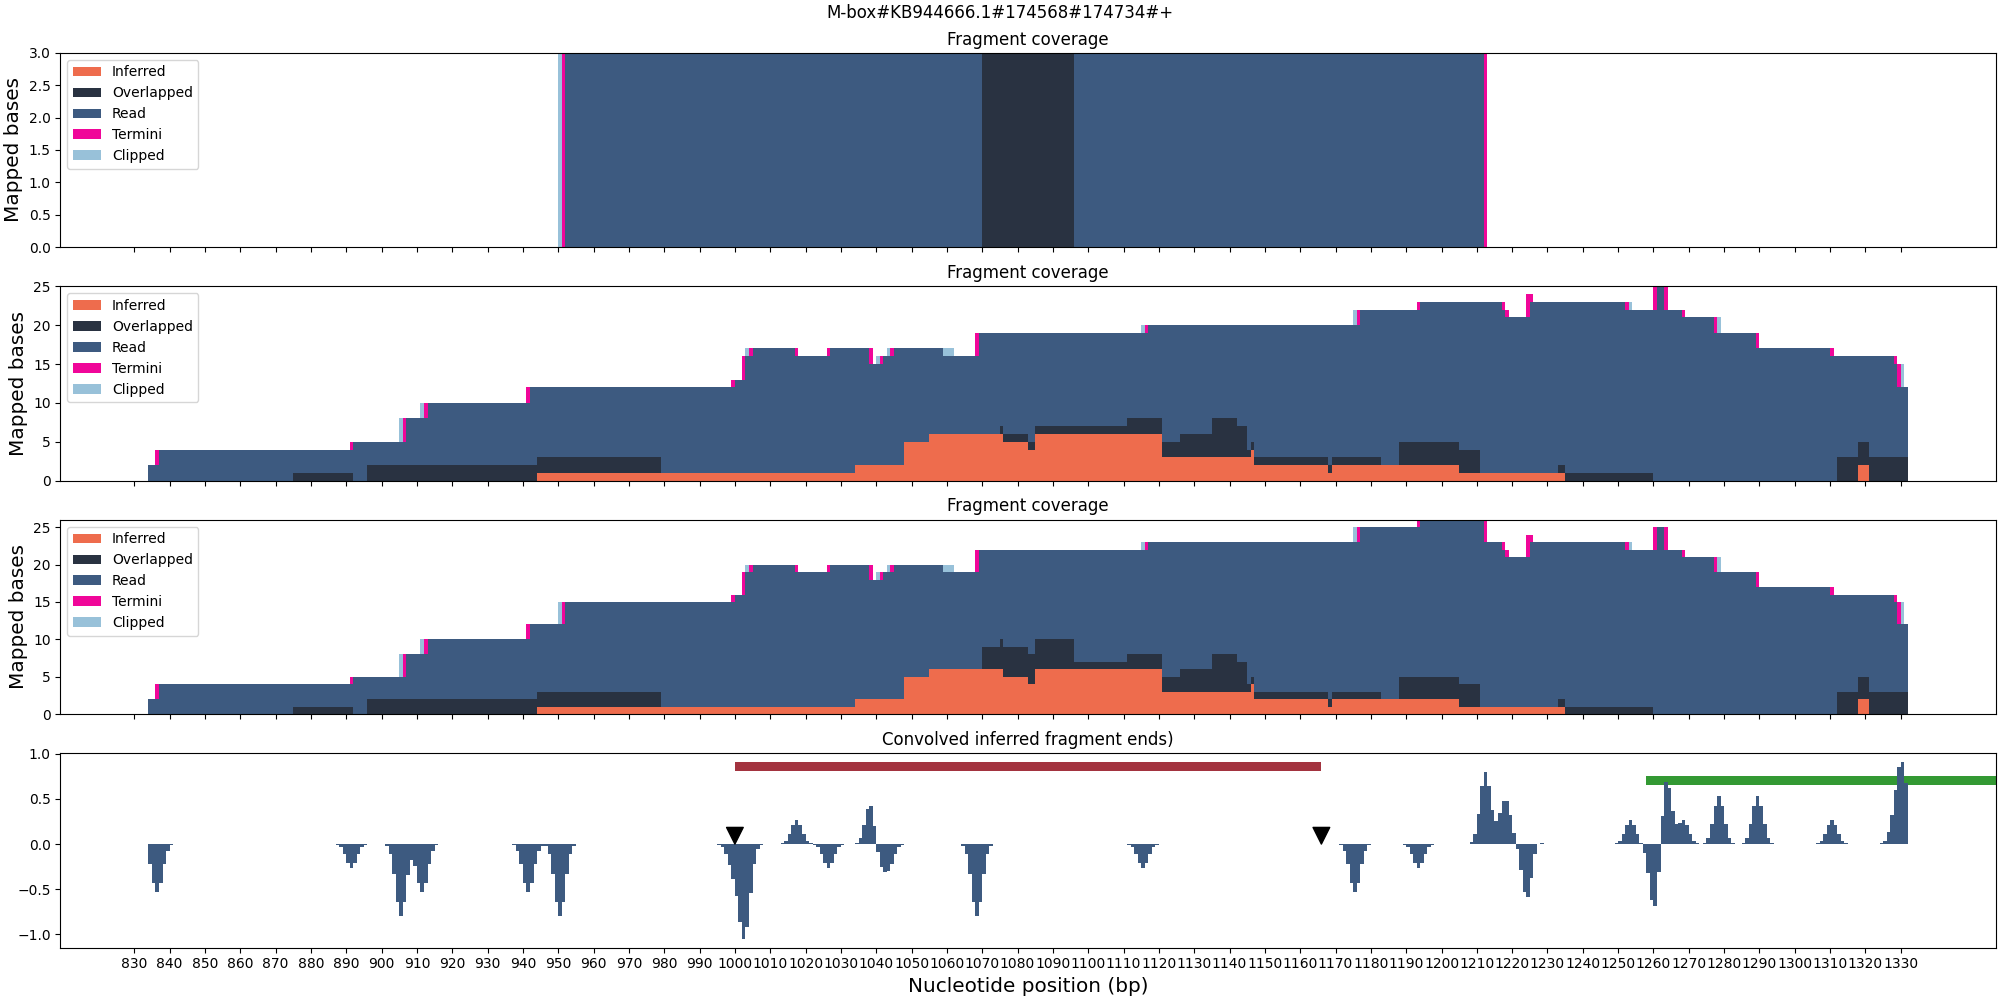 M-box#KB944666.1#174568#174734#+
Fragment coverage
Mapped bases
3.0
2.5
2.0
1.5
1.0
0.5
0.0
Inferred
Overlapped
Read
Termini
Clipped
Fragment coverage
Mapped bases
25
20
15
10
5
0
Inferred
Overlapped
Read
Termini
Clipped
Fragment coverage
Mapped bases
25
20
15
10
5
0
Inferred
Overlapped
Read
Termini
Clipped
Convolved inferred fragment ends)
1.0
0.5
0.0
−0.5
−1.0
830 840 850 860 870 880 890 900 910 920 930 940 950 960 970 980 990 1000 1010 1020 1030 1040 1050 1060 1070 1080 1090 1100 1110 1120 1130 1140 1150 1160 1170 1180 1190 1200 1210 1220 1230 1240 1250 1260 1270 1280 1290 1300 1310 1320 1330
Nucleotide position (bp)